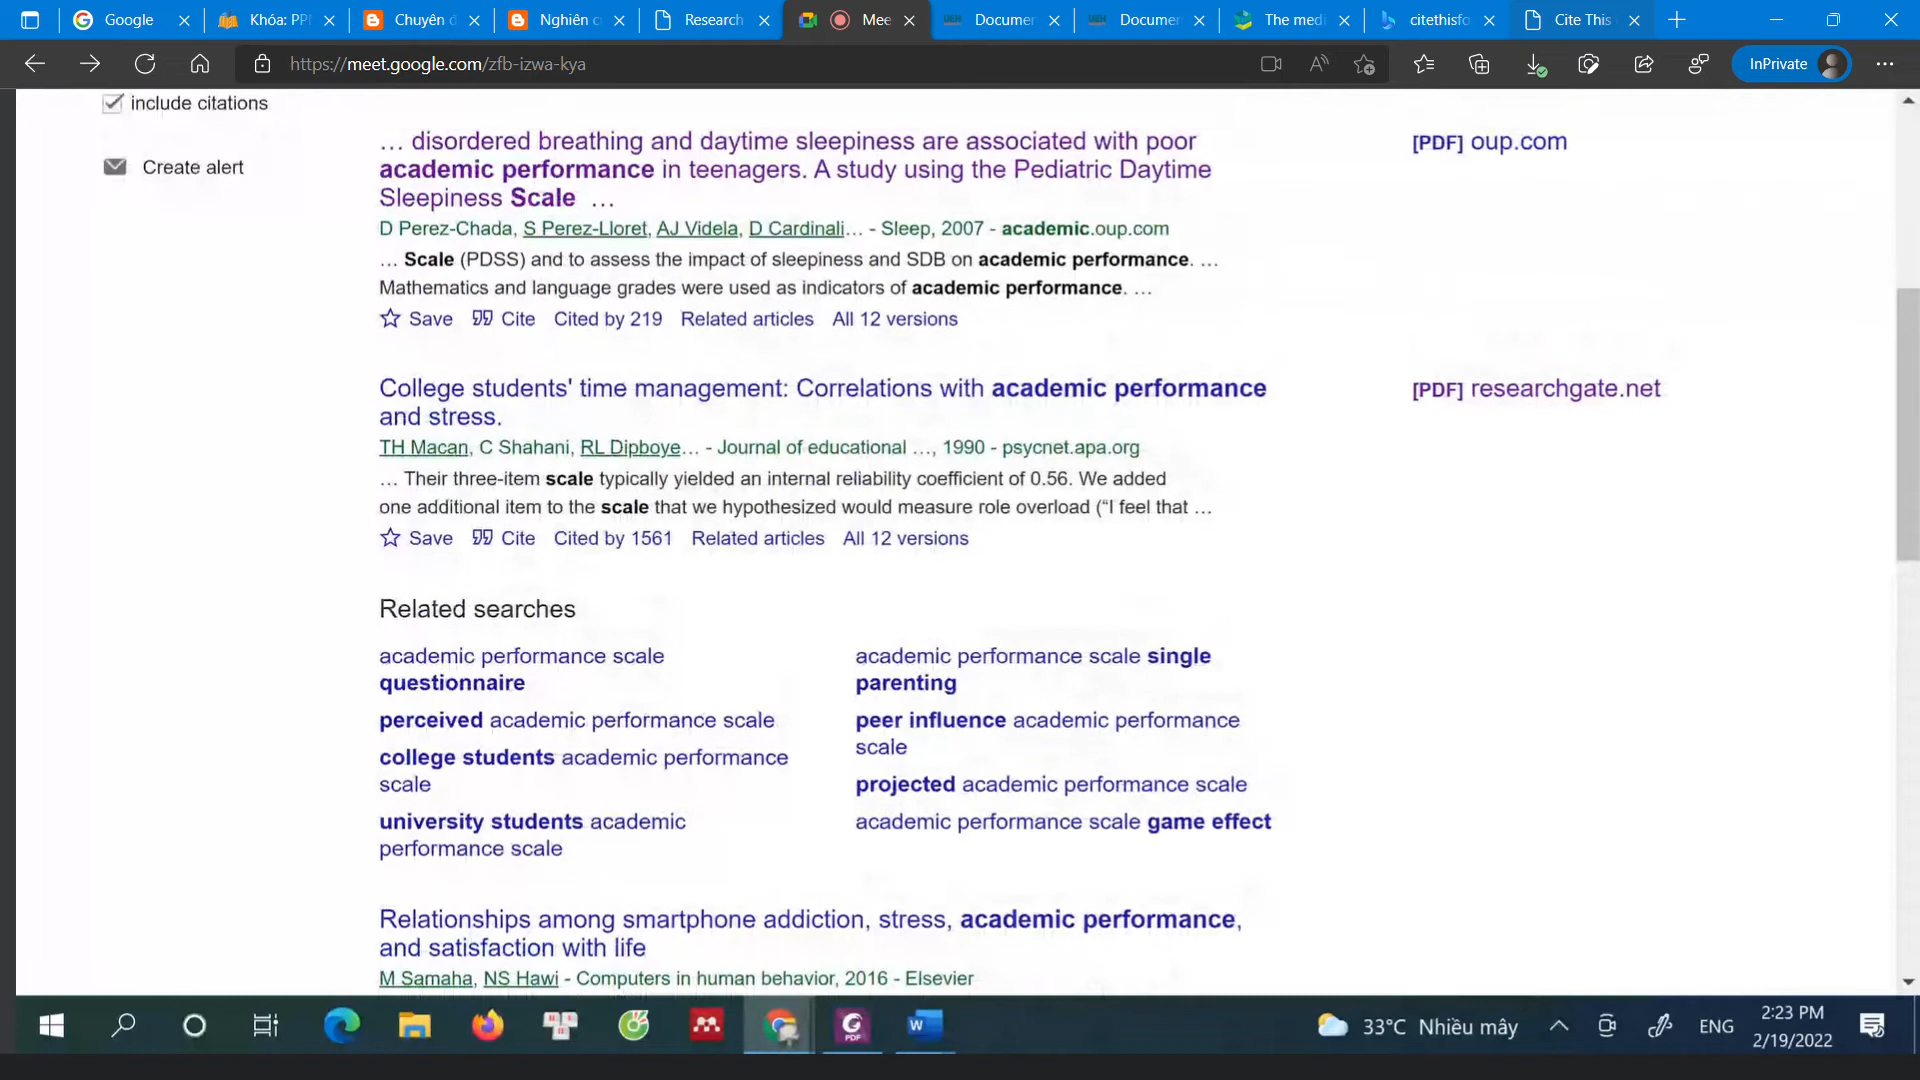 Google
Khóa: PPI
Chuyên đ
Nghiên c
Research
Mee
Documen
Documen
The medi
citethisfo
Cite This
https://meet.google.com/zfb-izwa-kya
InPrivate
include citations
Create alert
… disordered breathing and daytime sleepiness are associated with poor
academic performance in teenagers. A study using the Pediatric Daytime
Sleepiness Scale …
[PDF] oup.com
D Perez-Chada, S Perez-Lloret, AJ Videla, D Cardinali… - Sleep, 2007 - academic.oup.com
… Scale (PDSS) and to assess the impact of sleepiness and SDB on academic performance. …
Mathematics and language grades were used as indicators of academic performance. …
Save Cite Cited by 219 Related articles All 12 versions
College students' time management: Correlations with academic performance
and stress.
[PDF] researchgate.net
TH Macan, C Shahani, RL Dipboye… - Journal of educational …, 1990 - psycnet.apa.org
… Their three-item scale typically yielded an internal reliability coefficient of 0.56. We added
one additional item to the scale that we hypothesized would measure role overload (“I feel that …
Save Cite Cited by 1561 Related articles All 12 versions
Related searches
academic performance scale
questionnaire
perceived academic performance scale
college students academic performance
scale
university students academic
performance scale
academic performance scale single
parenting
peer influence academic performance
scale
projected academic performance scale
academic performance scale game effect
Relationships among smartphone addiction, stress, academic performance,
and satisfaction with life
M Samaha, NS Hawi - Computers in human behavior, 2016 - Elsevier
33°C Nhiều mây
ENG
2:23 PM
2/19/2022